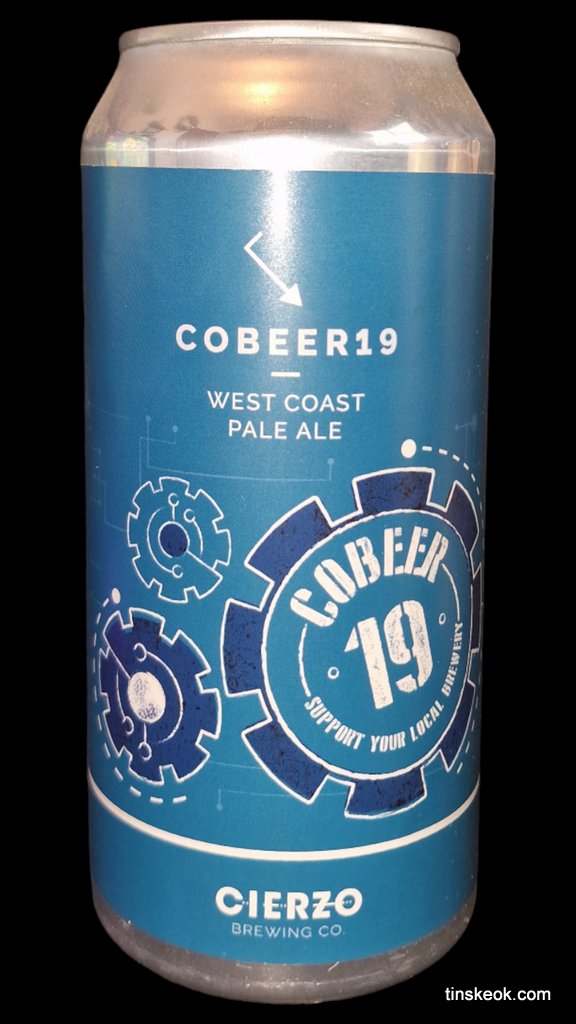 COBEER19
WEST COAST
PALE ALE
COBEER
19
SUPPORT YOUR LOCAL BREWERY
CIERZO
BREWING CO.
tinskeok.com